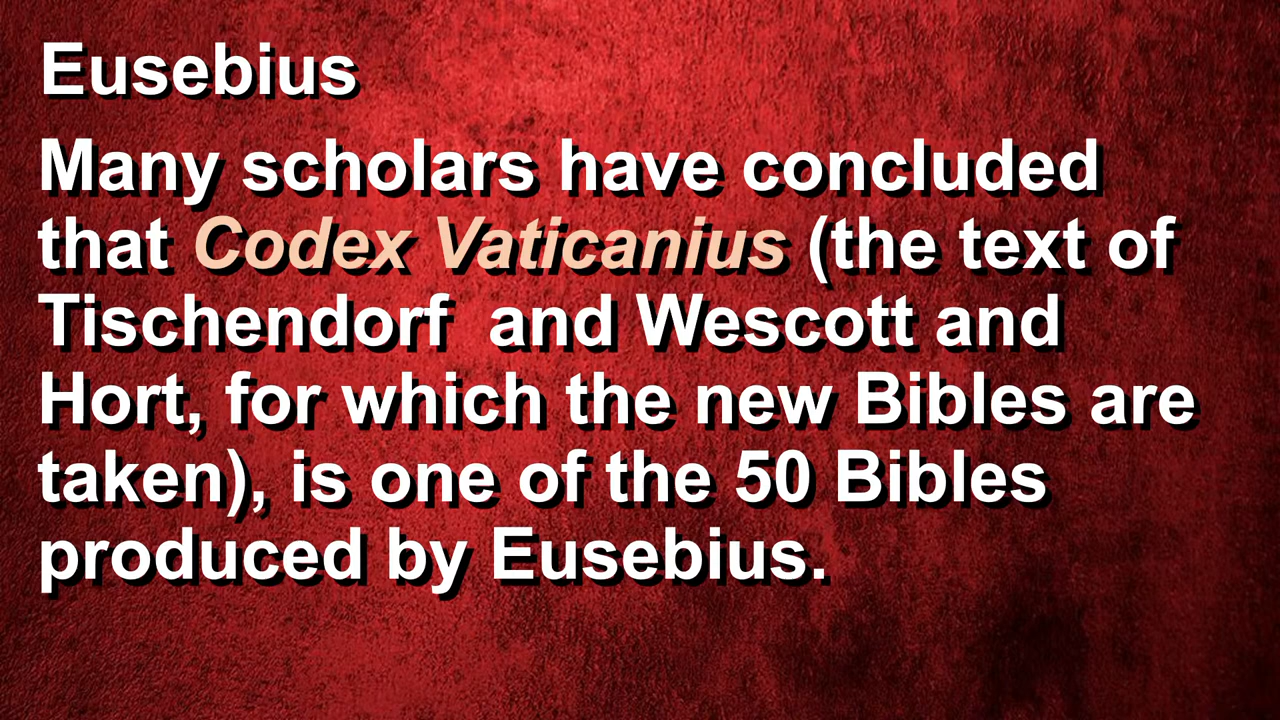 Eusebius
Many scholars have concluded
that Codex Vaticanius (the text of
Tischendorf  and Wescott and
Hort, for which the new Bibles are
taken), is one of the 50 Bibles
produced by Eusebius.